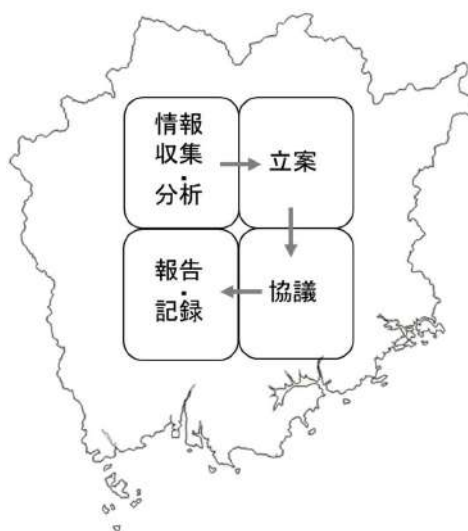 情報
収集
・
分析
立案
協議
報告
・
記録